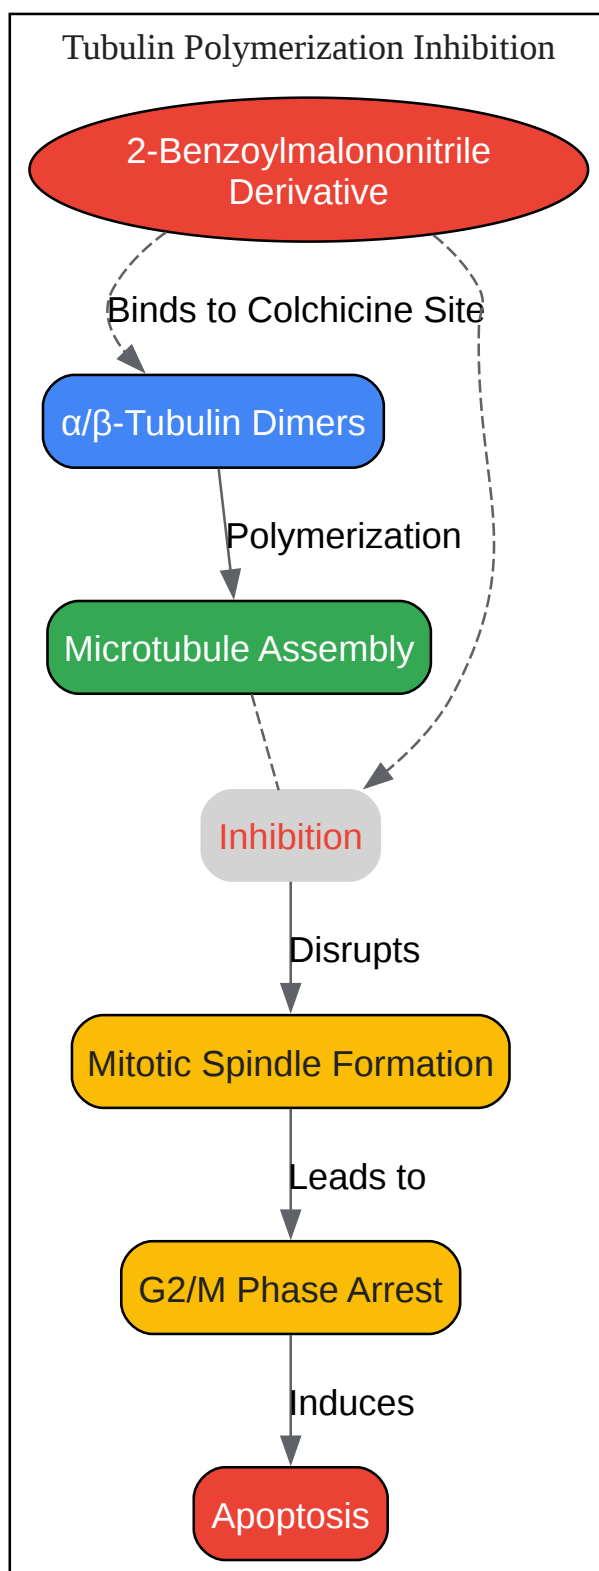 Tubulin Polymerization Inhibition
2-Benzoylmalononitrile
Derivative
Binds to Colchicine Site
α/β-Tubulin Dimers
Polymerization
Microtubule Assembly
Inhibition
Disrupts
Mitotic Spindle Formation
Leads to
G2/M Phase Arrest
Induces
Apoptosis